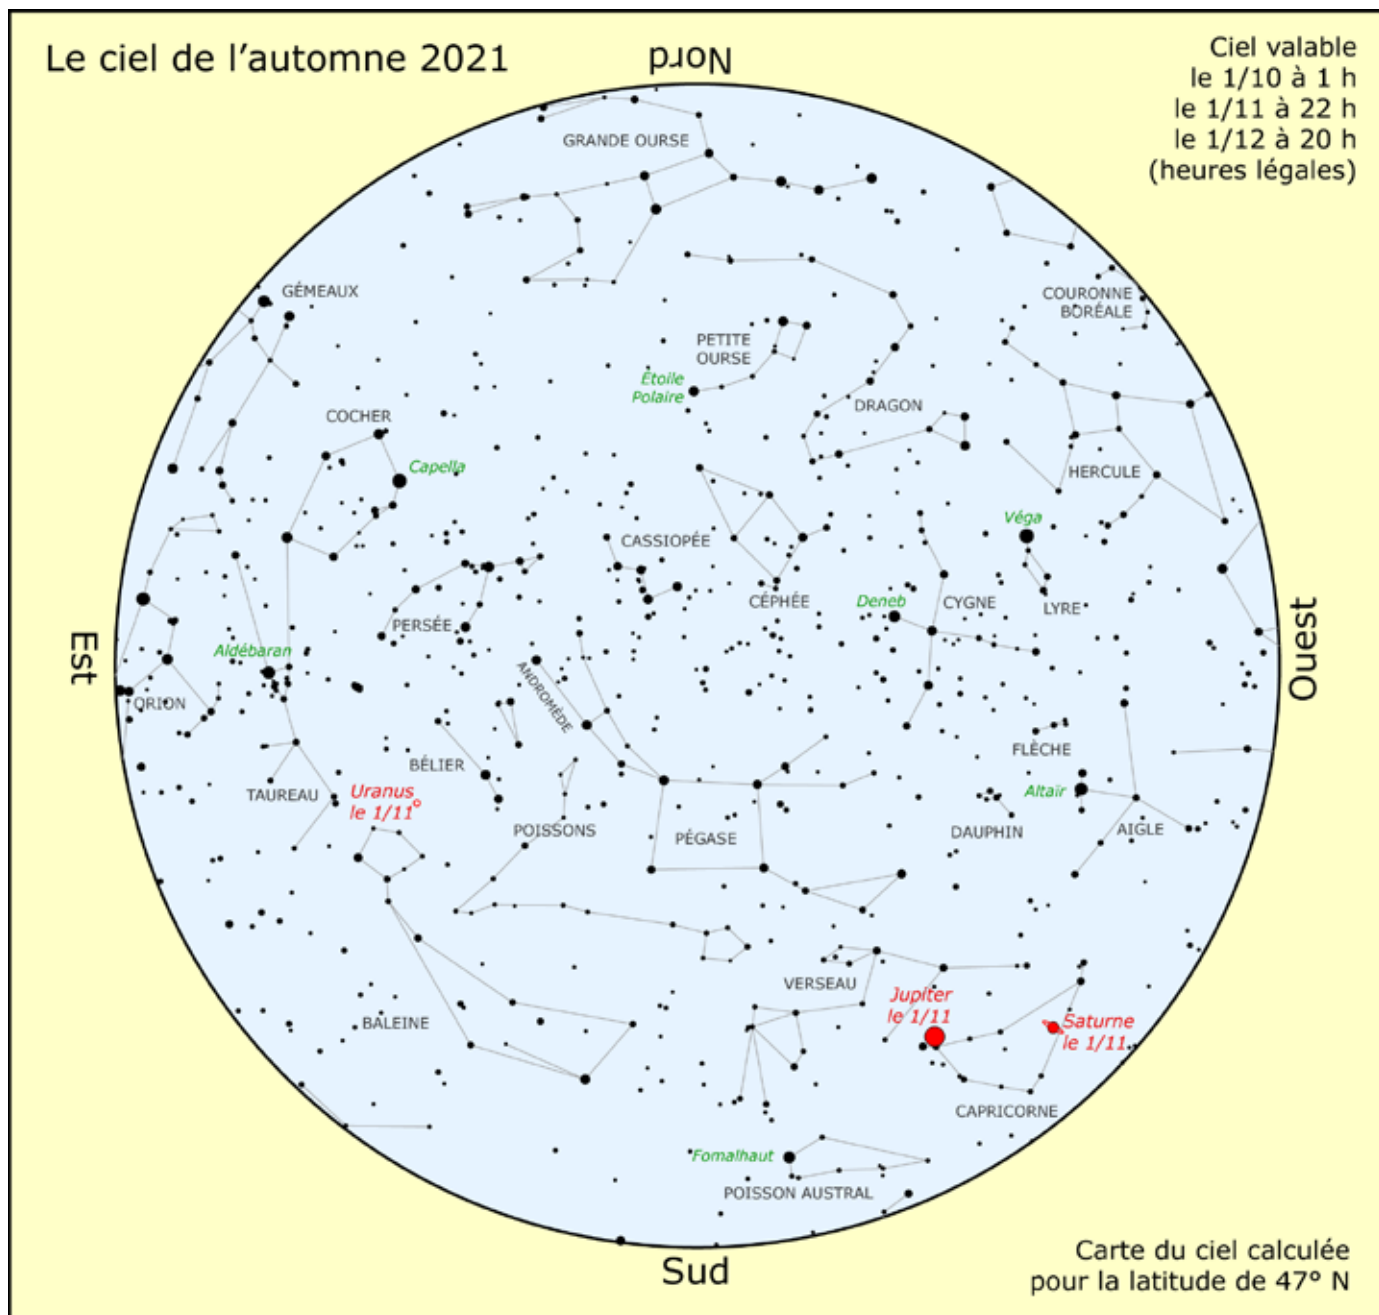 Le ciel de l'automne 2021
Nord
Ciel valable
le 1/10 à 1 h
le 1/11 à 22 h
le 1/12 à 20 h
(heures légales)
GRANDE OURSE
GÉMEAUX
COURONNE
BORÉALE
PETITE
OURSE
Étoile
Polaire
DRAGON
COCHER
Capella
HERCULE
Véga
CASSIOPÉE
CÉPHÉE
Deneb
CYGNE
LYRE
PERSÉE
Est
Ouest
Aldébaran
ORION
ANDROMÈDE
FLÈCHE
BÉLIER
TAUREAU
Uranus
le 1/11
Altaïr
POISSONS
PÉGASE
DAUPHIN
AIGLE
VERSEAU
Jupiter
le 1/11
Saturne
le 1/11
BALEINE
CAPRICORNE
Fomalhaut
POISSON AUSTRAL
Sud
Carte du ciel calculée
pour la latitude de 47° N